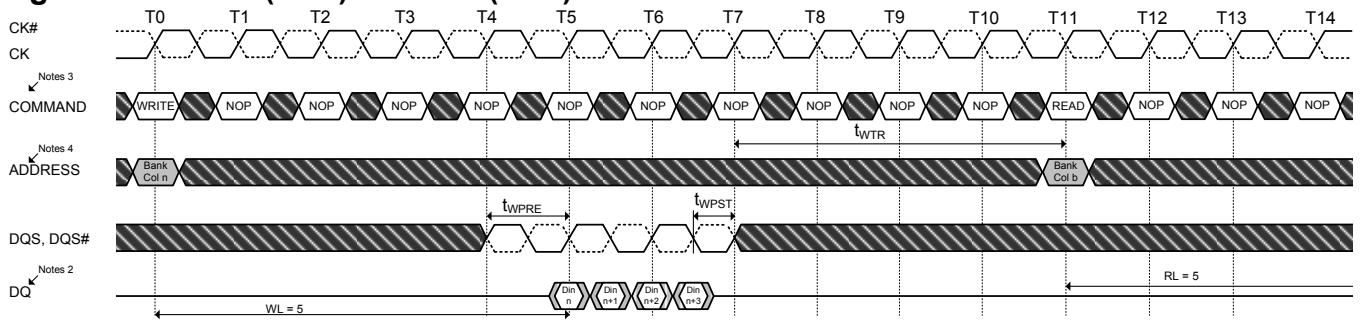 T0 T1 T2 T3 T4 T5 T6 T7 T8 T9 T10 T11 T12 T13 T14
CK#
CK
Notes 3
COMMAND
WRITE NOP NOP NOP NOP NOP NOP NOP NOP NOP NOP READ NOP NOP NOP
tWTR
Notes 4
ADDRESS
Bank Bank
Col n Col b
tWPRE tWPST
DQS, DQS#
Notes 2
DQ
Din Din Din Din
n n+1 n+2 n+3
RL = 5
WL = 5